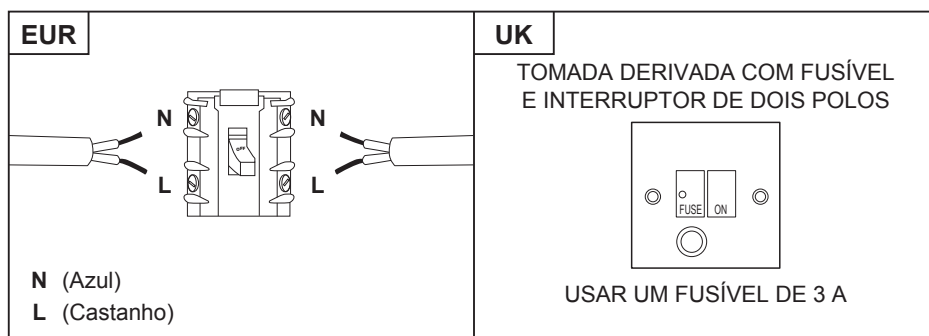 EUR
N
N
OFF
L
L
N (Azul)
L (Castanho)
UK
TOMADA DERIVADA COM FUSÍVEL
E INTERRUPTOR DE DOIS POLOS
FUSE ON
USAR UM FUSÍVEL DE 3 A